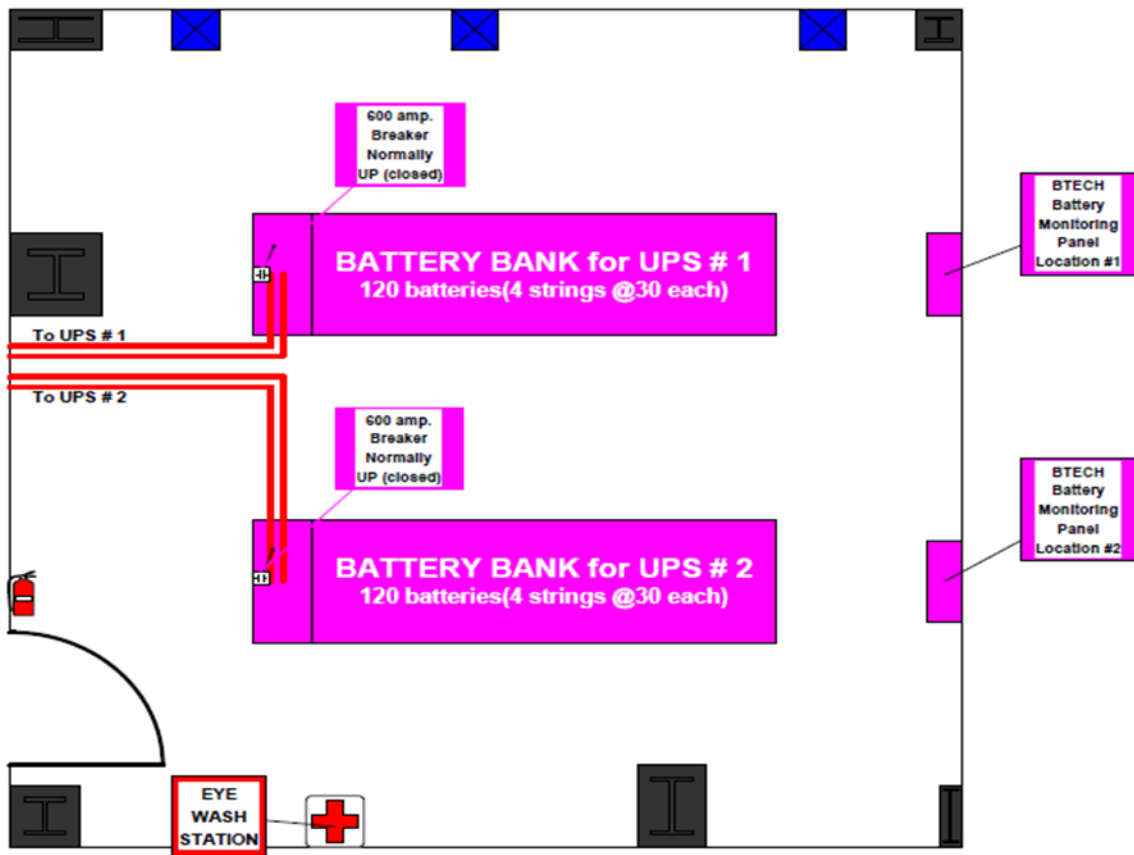 600 amp.
Breaker
Normally
UP (closed)
BTECH
Battery
Monitoring
Panel
Location #1
BATTERY BANK for UPS # 1
120 batteries(4 strings @30 each)
To UPS # 1
To UPS # 2
600 amp.
Breaker
Normally
UP (closed)
BTECH
Battery
Monitoring
Panel
Location #2
BATTERY BANK for UPS # 2
120 batteries(4 strings @30 each)
EYE
WASH
STATION